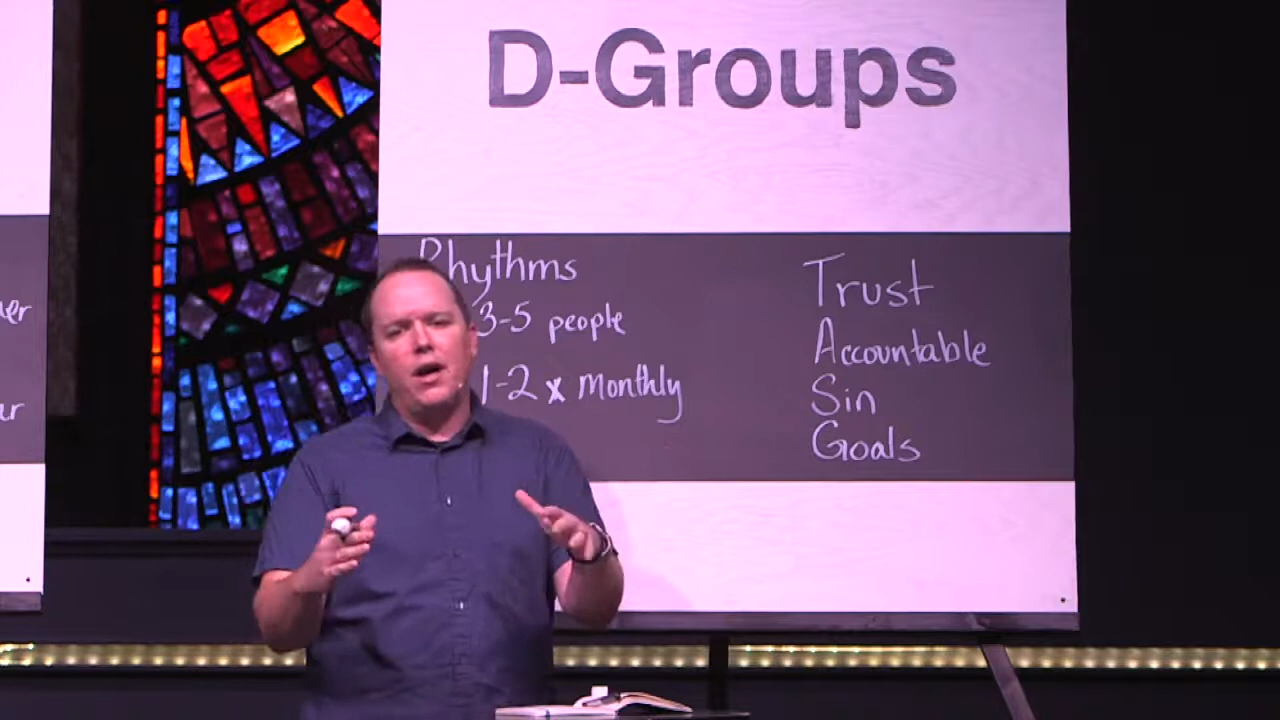 D-Groups
Rhythms
3-5 people
1-2 x Monthly
Trust
Accountable
Sin
Goals